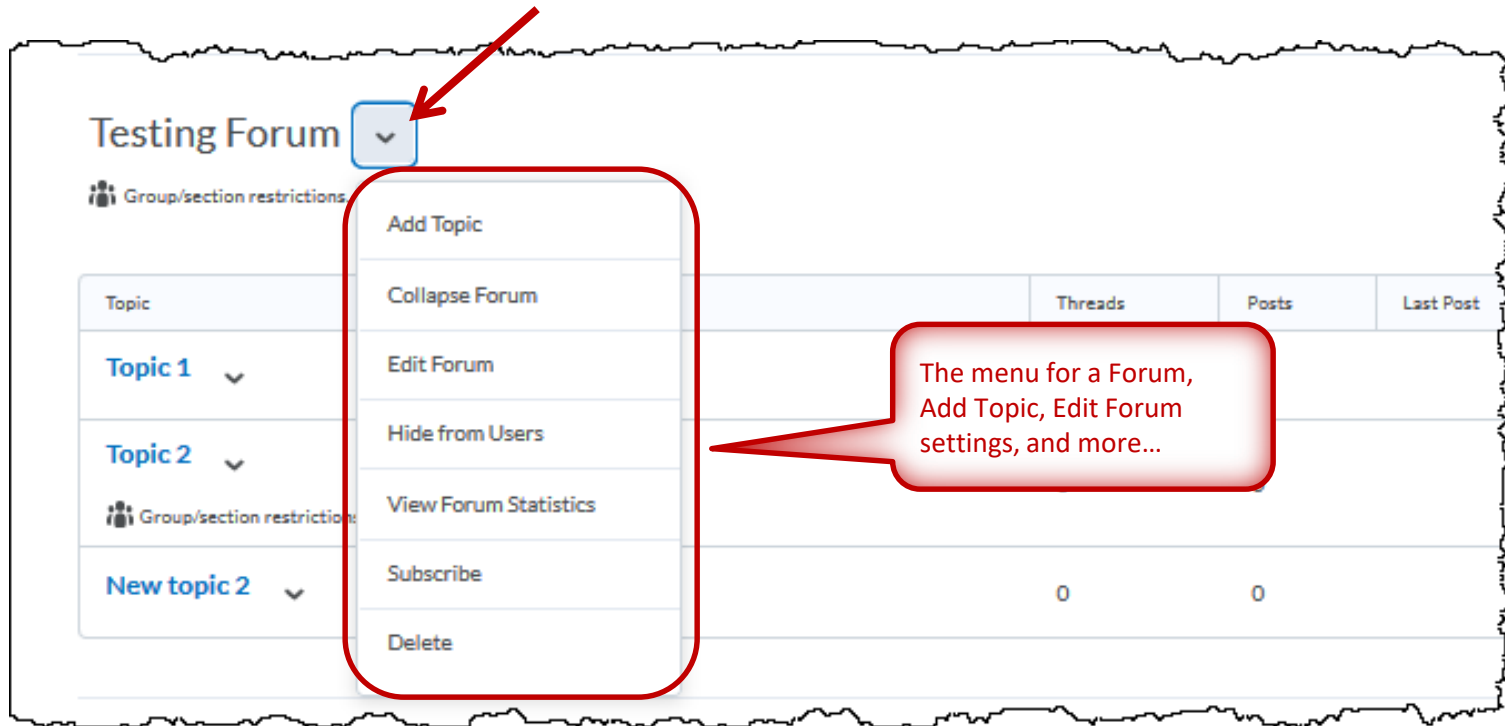 Testing Forum
Group/section restrictions.
Add Topic
Collapse Forum
Edit Forum
Hide from Users
View Forum Statistics
Subscribe
Delete
Topic
Threads
Posts
Last Post
Topic 1
The menu for a Forum,
Add Topic, Edit Forum
settings, and more…
Topic 2
Group/section restrictions
New topic 2
0
0